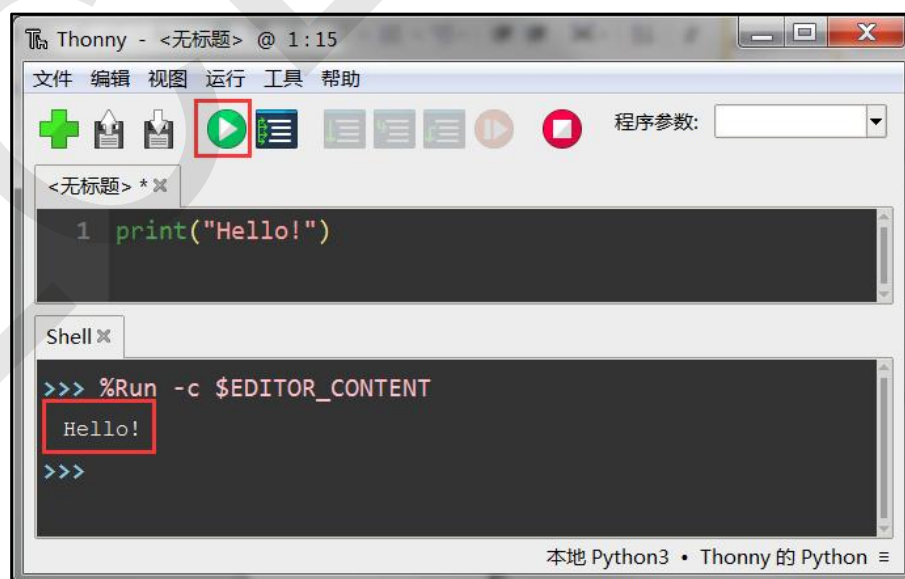 Thonny - <无标题> @ 1:15
文件 编辑 视图 运行 工具 帮助
程序参数:
<无标题> *
1 print("Hello!")
Shell
>>> %Run -c $EDITOR_CONTENT
Hello!
>>>
本地 Python3 • Thonny 的 Python ≡